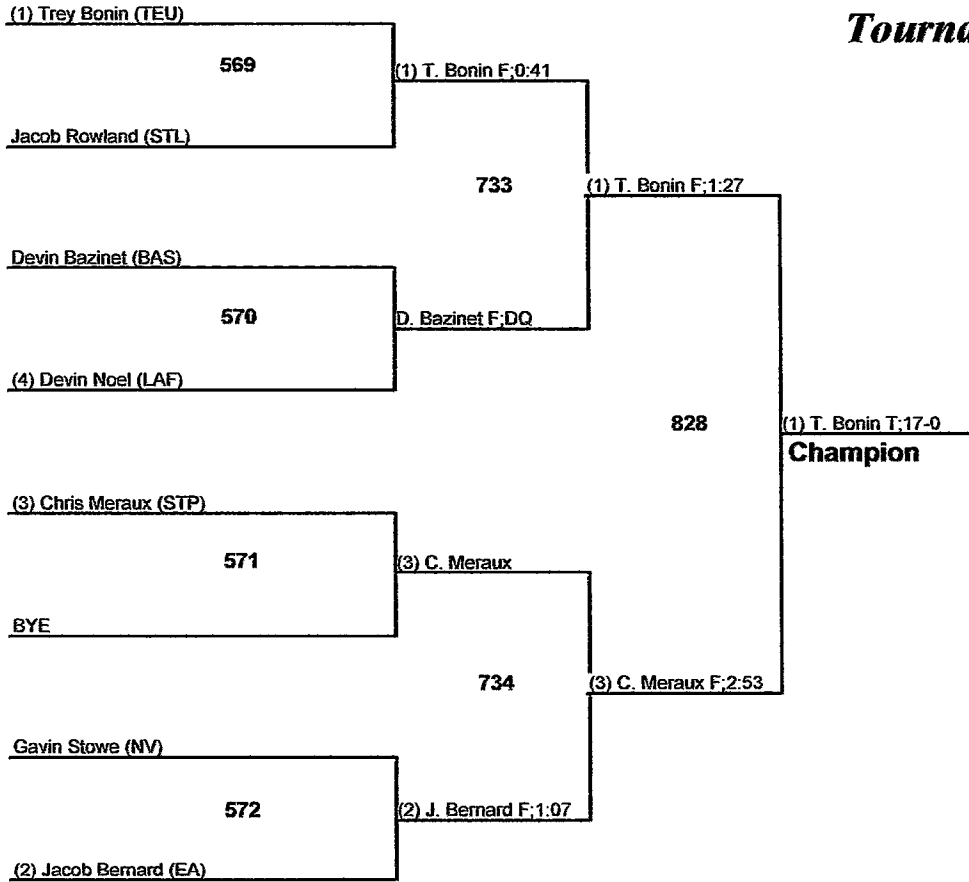 (1) Trey Bonin (TEU)
Tourna
569
(1) T. Bonin F;0:41
Jacob Rowland (STL)
733
(1) T. Bonin F;1:27
Devin Bazinet (BAS)
570
D. Bazinet F;DQ
(4) Devin Noel (LAF)
828
(1) T. Bonin T;17-0
Champion
(3) Chris Meraux (STP)
571
(3) C. Meraux
BYE
734
(3) C. Meraux F;2:53
Gavin Stowe (NV)
572
(2) J. Bernard F;1:07
(2) Jacob Bernard (EA)